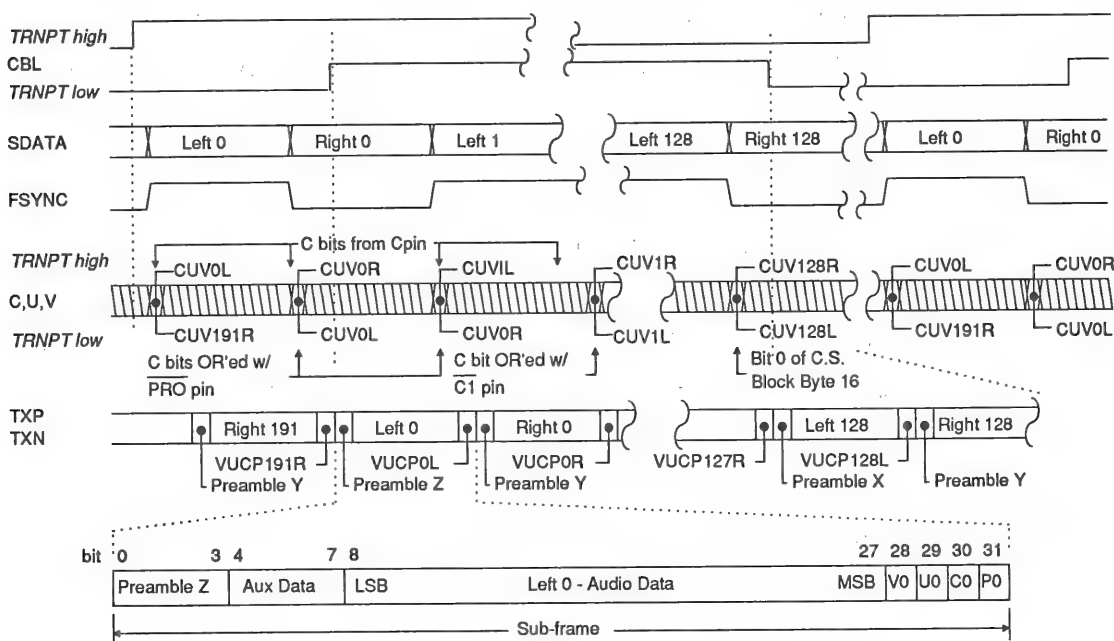 TRNPT high
CBL
TRNPT low
SDATA Left 0 Right 0 Left 1 Left 128 Right 128 Left 0 Right 0
FSYNC
C bits from Cpin
TRNPT high CUV0L CUV0R CUVIL CUV1R CUV128R CUV0L CUV0R
C,U,V
TRNPT low CUV191R CUV0L CUV0R CUV1L CUV128L CUV191R CUV0L
C bits OR'ed w/ C bit OR'ed w/ Bit 0 of C.S.
PRO pin C1 pin Block Byte 16
TXP
TXN Right 191 Left 0 Right 0 Left 128 Right 128
VUCP191R VUCP0L VUCP0R VUCP127R VUCP128L
Preamble Y Preamble Z Preamble Y Preamble X Preamble Y
bit 0 3 4 7 8 27 28 29 30 31
Preamble Z Aux Data LSB Left 0 - Audio Data MSB V0 U0 C0 P0
Sub-frame